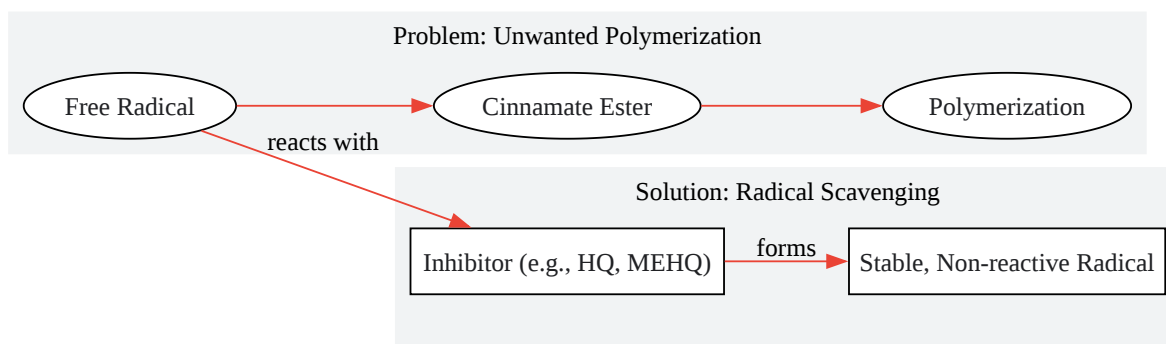 Problem: Unwanted Polymerization
Free Radical
Cinnamate Ester
Polymerization
reacts with
Solution: Radical Scavenging
Inhibitor (e.g., HQ, MEHQ)
forms
Stable, Non-reactive Radical